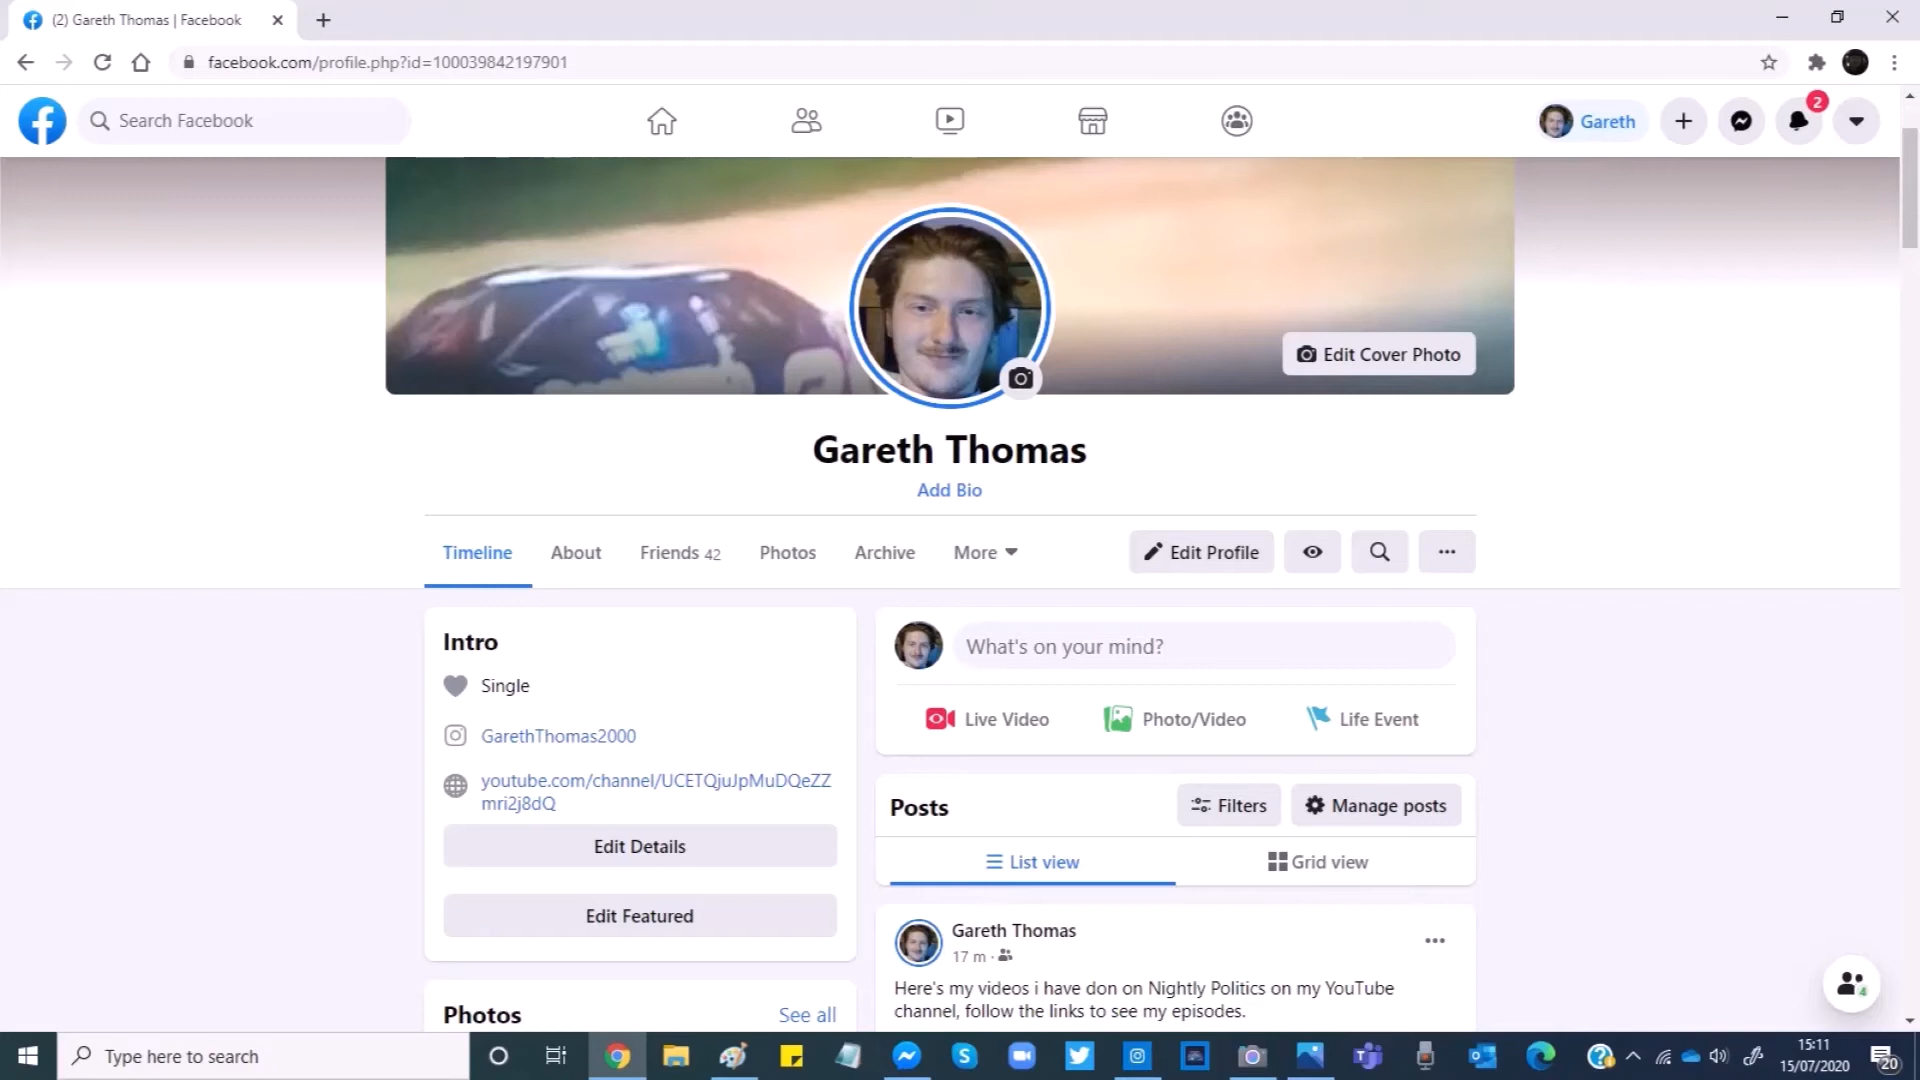 (2) Gareth Thomas | Facebook
facebook.com/profile.php?id=100039842197901
Search Facebook
Gareth
2
Edit Cover Photo
Gareth Thomas
Add Bio
Timeline
About
Friends 42
Photos
Archive
More
Edit Profile
Intro
Single
GarethThomas2000
youtube.com/channel/UCETQjuJpMuDQeZZ
mri2j8dQ
Edit Details
Edit Featured
Photos
See all
What's on your mind?
Live Video
Photo/Video
Life Event
Posts
Filters
Manage posts
List view
Grid view
Gareth Thomas
17 m ·
Here's my videos i have don on Nightly Politics on my YouTube
channel, follow the links to see my episodes.
4
Type here to search
15:11
15/07/2020
20